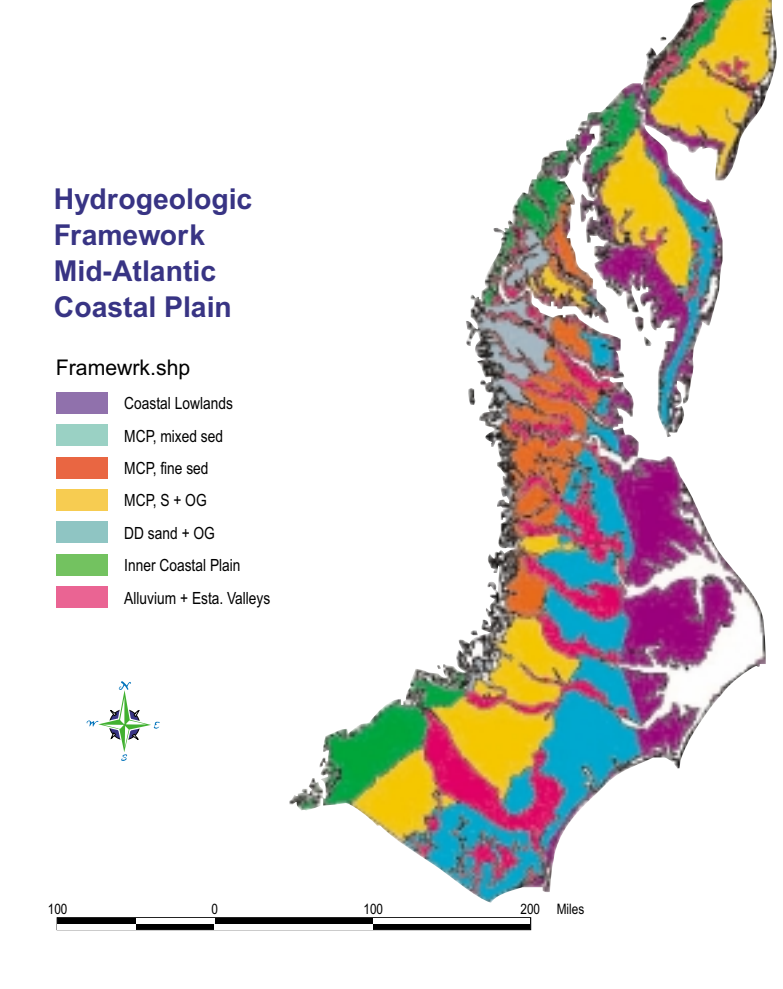 Hydrogeologic
Framework
Mid-Atlantic
Coastal Plain
Framewrk.shp
Coastal Lowlands
MCP, mixed sed
MCP, fine sed
MCP, S + OG
DD sand + OG
Inner Coastal Plain
Alluvium + Esta. Valleys
N
W E
S
100 0 100 200 Miles